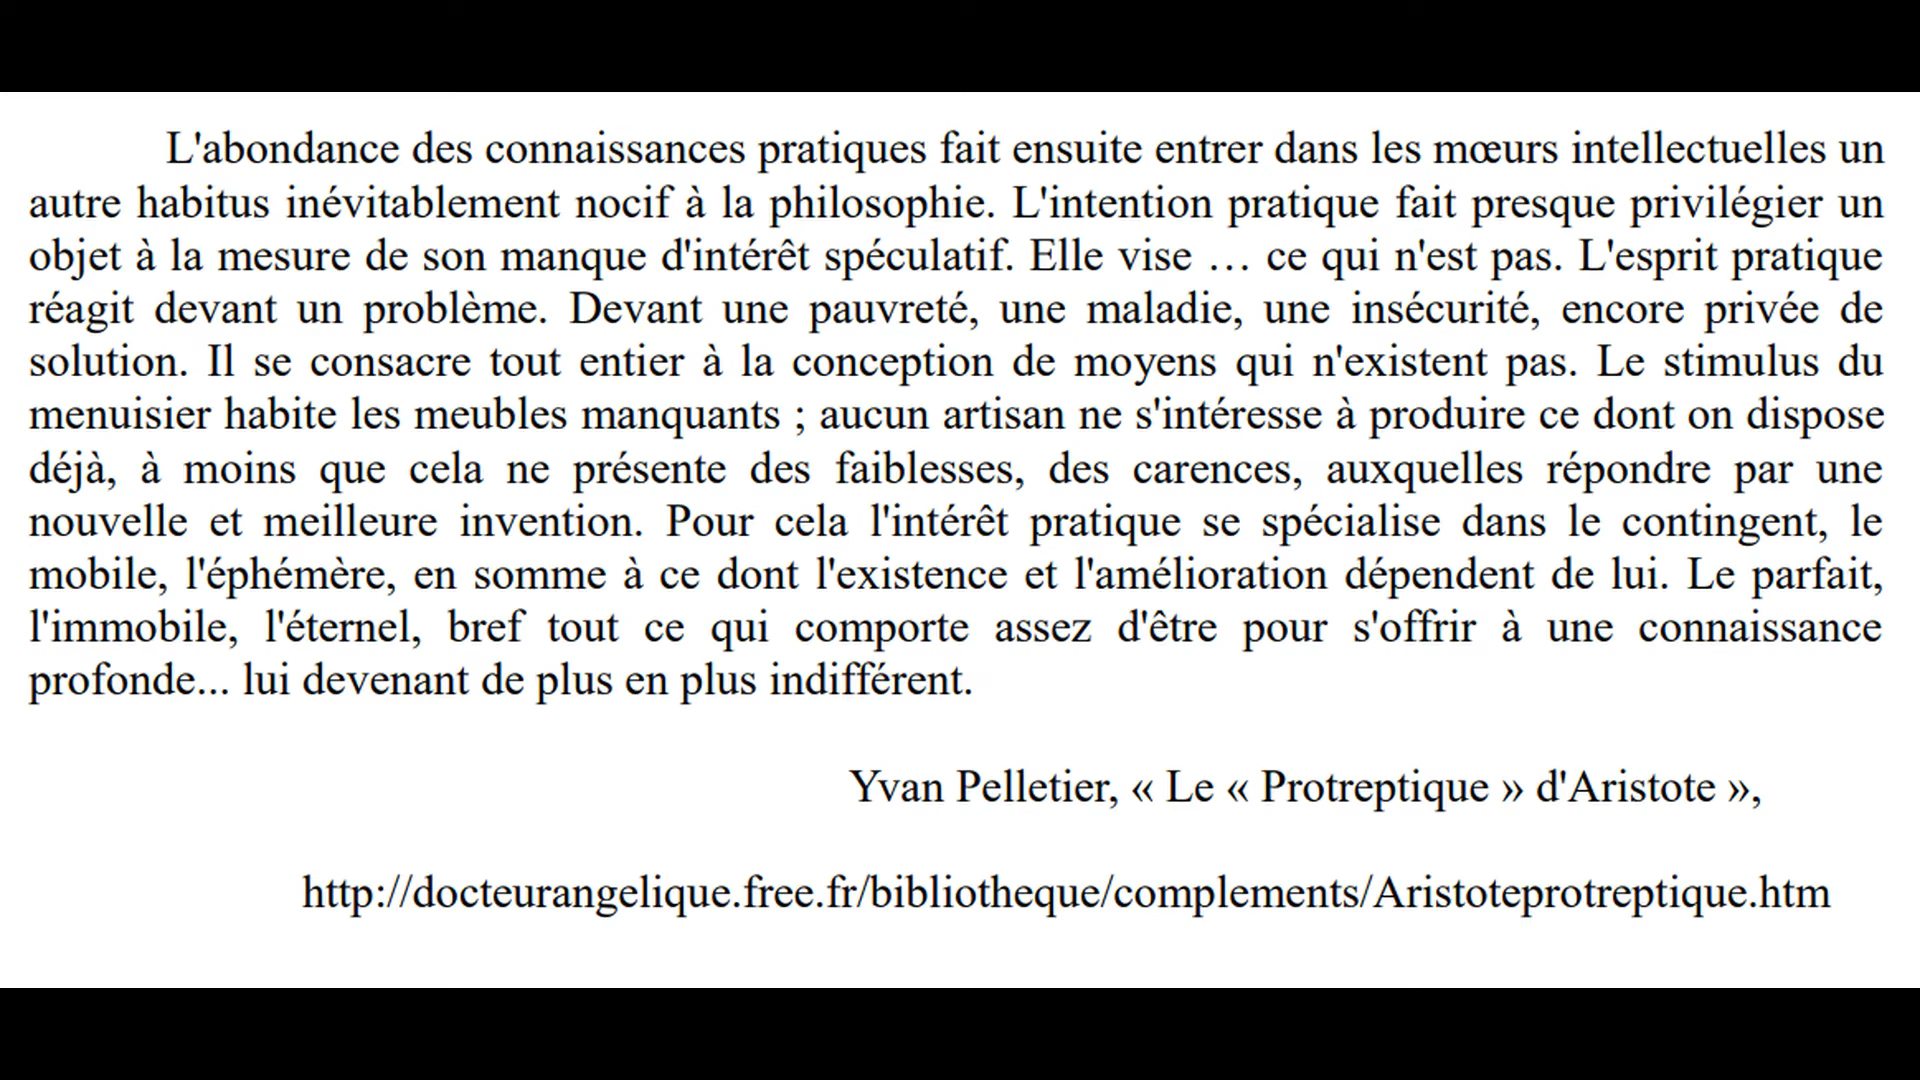 L'abondance des connaissances pratiques fait ensuite entrer dans les mœurs intellectuelles un
autre habitus inévitablement nocif à la philosophie. L'intention pratique fait presque privilégier un
objet à la mesure de son manque d'intérêt spéculatif. Elle vise … ce qui n'est pas. L'esprit pratique
réagit devant un problème. Devant une pauvreté, une maladie, une insécurité, encore privée de
solution. Il se consacre tout entier à la conception de moyens qui n'existent pas. Le stimulus du
menuisier habite les meubles manquants ; aucun artisan ne s'intéresse à produire ce dont on dispose
déjà, à moins que cela ne présente des faiblesses, des carences, auxquelles répondre par une
nouvelle et meilleure invention. Pour cela l'intérêt pratique se spécialise dans le contingent, le
mobile, l'éphémère, en somme à ce dont l'existence et l'amélioration dépendent de lui. Le parfait,
l'immobile, l'éternel, bref tout ce qui comporte assez d'être pour s'offrir à une connaissance
profonde... lui devenant de plus en plus indifférent.
Yvan Pelletier, « Le « Protreptique » d'Aristote »,
http://docteurangelique.free.fr/bibliotheque/complements/Aristoteprotreptique.htm